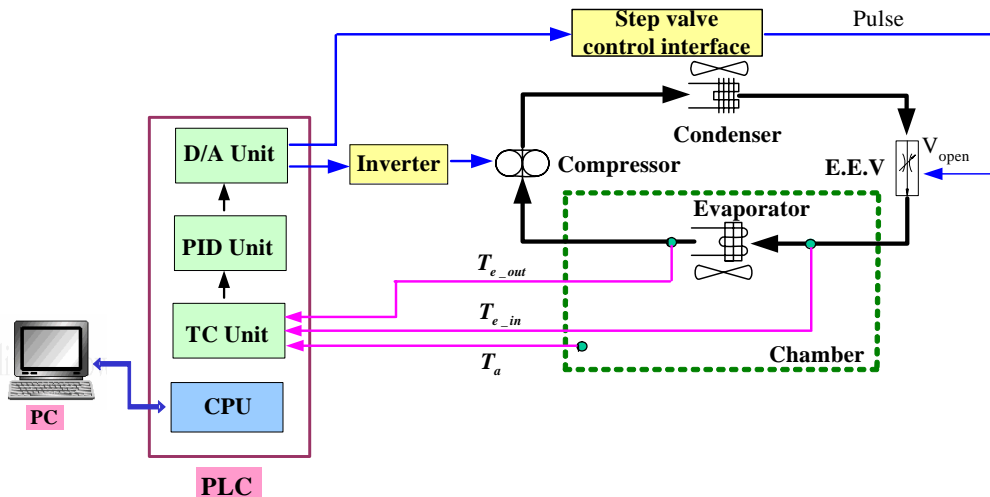 Step valve
control interface
Pulse
D/A Unit
Inverter
Compressor
Condenser
E.E.V
V_open
Evaporator
PID Unit
T_e_out
T_e_in
TC Unit
T_a
Chamber
CPU
PC
PLC